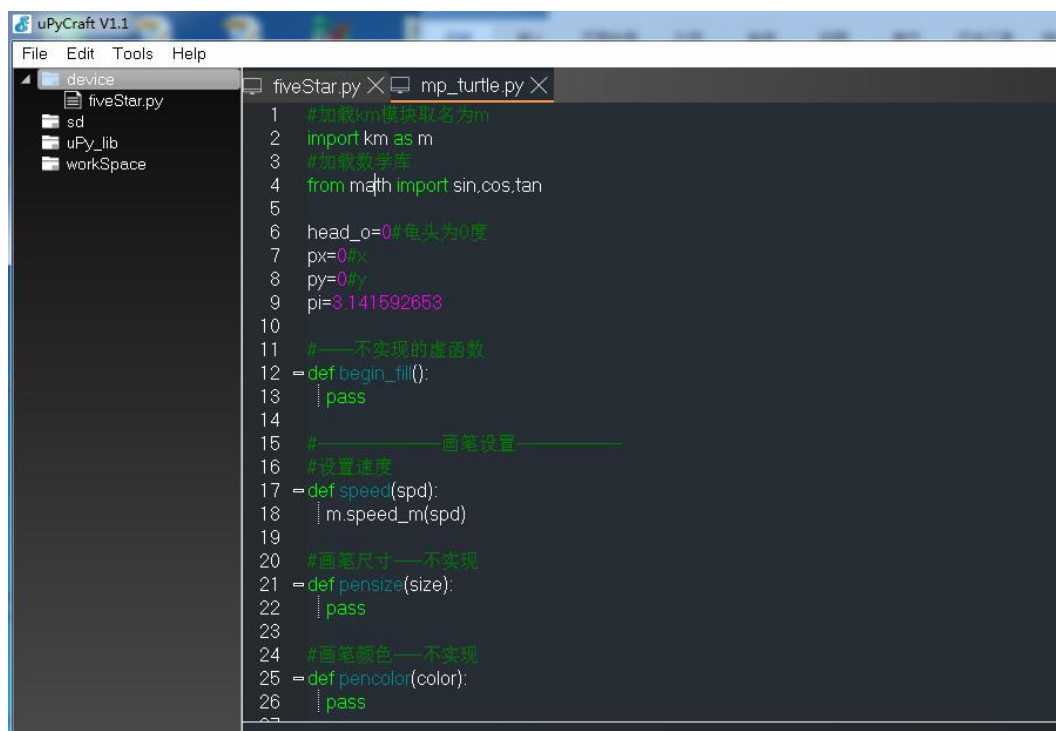 uPyCraft V1.1
File Edit Tools Help
device
fiveStar.py
sd
uPy_lib
workSpace
fiveStar.py mp_turtle.py
1 #加载km模块取名为m
2 import km as m
3 #加载数学库
4 from math import sin,cos,tan
5
6 head_o=0#龟头为0度
7 px=0#x
8 py=0#y
9 pi=3.141592653
10
11 #——不实现的虚函数
12 def begin_fill():
13 pass
14
15 #——————画笔设置——————
16 #设置速度
17 def speed(spd):
18 m.speed_m(spd)
19
20 #画笔尺寸——不实现
21 def pensize(size):
22 pass
23
24 #画笔颜色——不实现
25 def pencolor(color):
26 pass